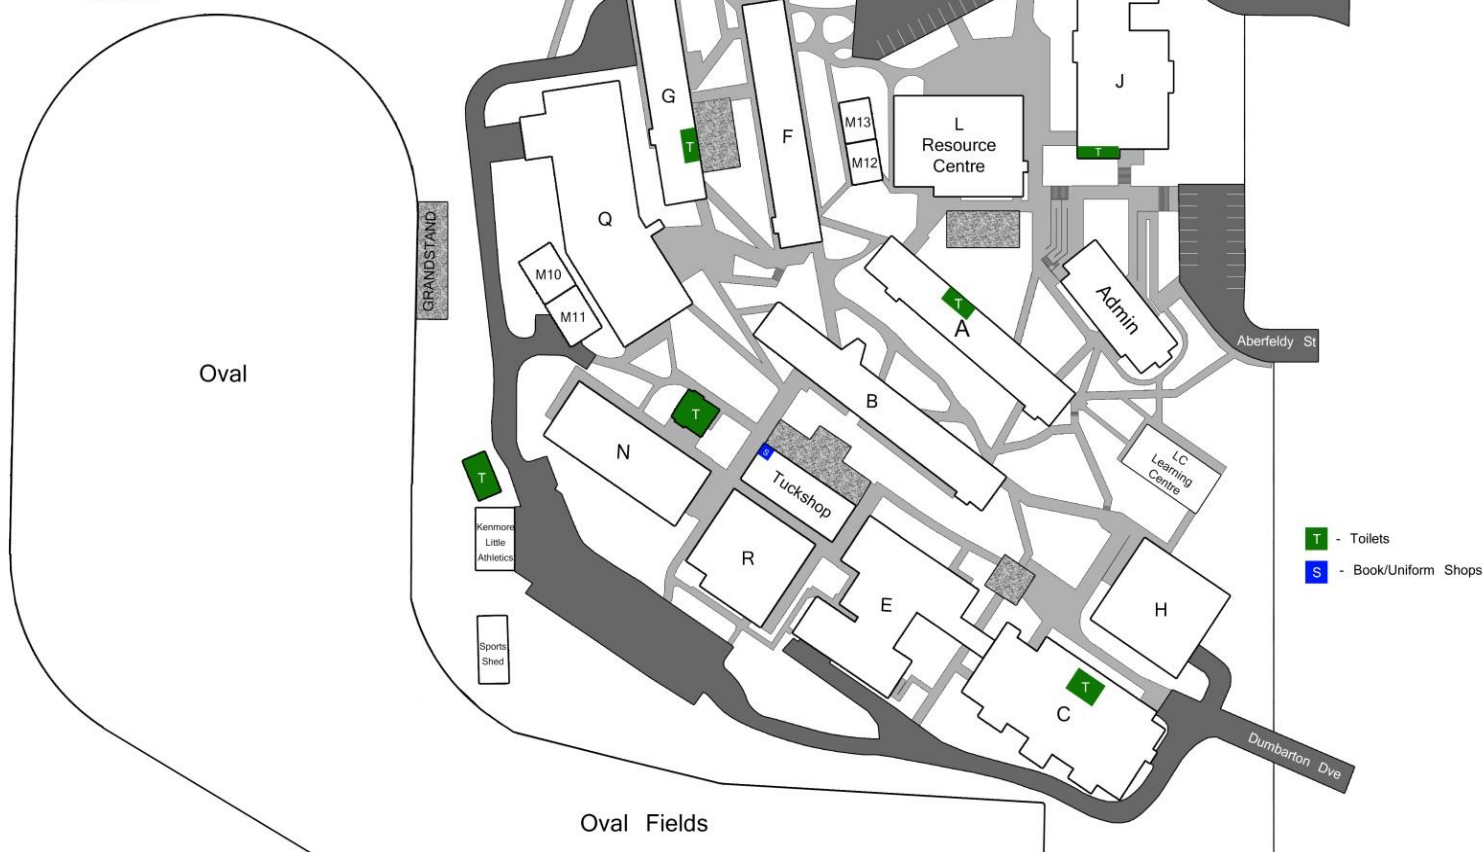 G
J
F
M13
M12
L
Resource
Centre
T
T
Q
GRANDSTAND
M10
M11
T
A
Admin
Aberfeldy St
Oval
B
T
N
S
Tuckshop
LC
Learning
Centre
T
Kenmore
Little
Athletics
R
E
H
Sports
Shed
T
C
Dumbarton Dve
Oval Fields
T - Toilets
S - Book/Uniform Shops